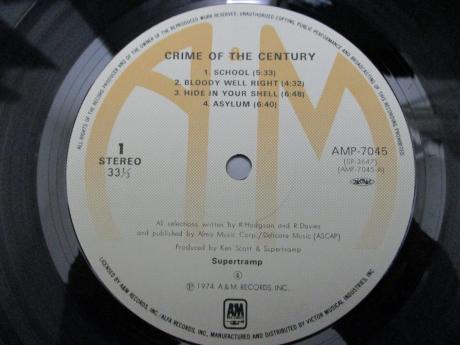 CRIME OF THE CENTURY
1. SCHOOL (5:33)
2. BLOODY WELL RIGHT (4:32)
3. HIDE IN YOUR SHELL (6:48)
4. ASYLUM (6:40)
1
STEREO
33⅓
AMP-7045
(SP-3647)
(AMP-7045-A)
All selections written by R.Hodgson and R.Davies
and published by Almo Music Corp./Delicate Music (ASCAP)
Produced by Ken Scott & Supertramp
Supertramp
4
℗ 1974 A&M RECORDS, INC.
A&M
RECORDS
ALL RIGHTS OF THE RECORD PRODUCER AND OF THE OWNER OF THE RECORDED WORK RESERVED. UNAUTHORIZED COPYING, PUBLIC PERFORMANCE AND BROADCASTING OF THIS RECORD PROHIBITED.
LICENSED BY A&M RECORDS, INC./ALFA RECORDS, INC. MANUFACTURED AND DISTRIBUTED BY VICTOR MUSICAL INDUSTRIES, INC.